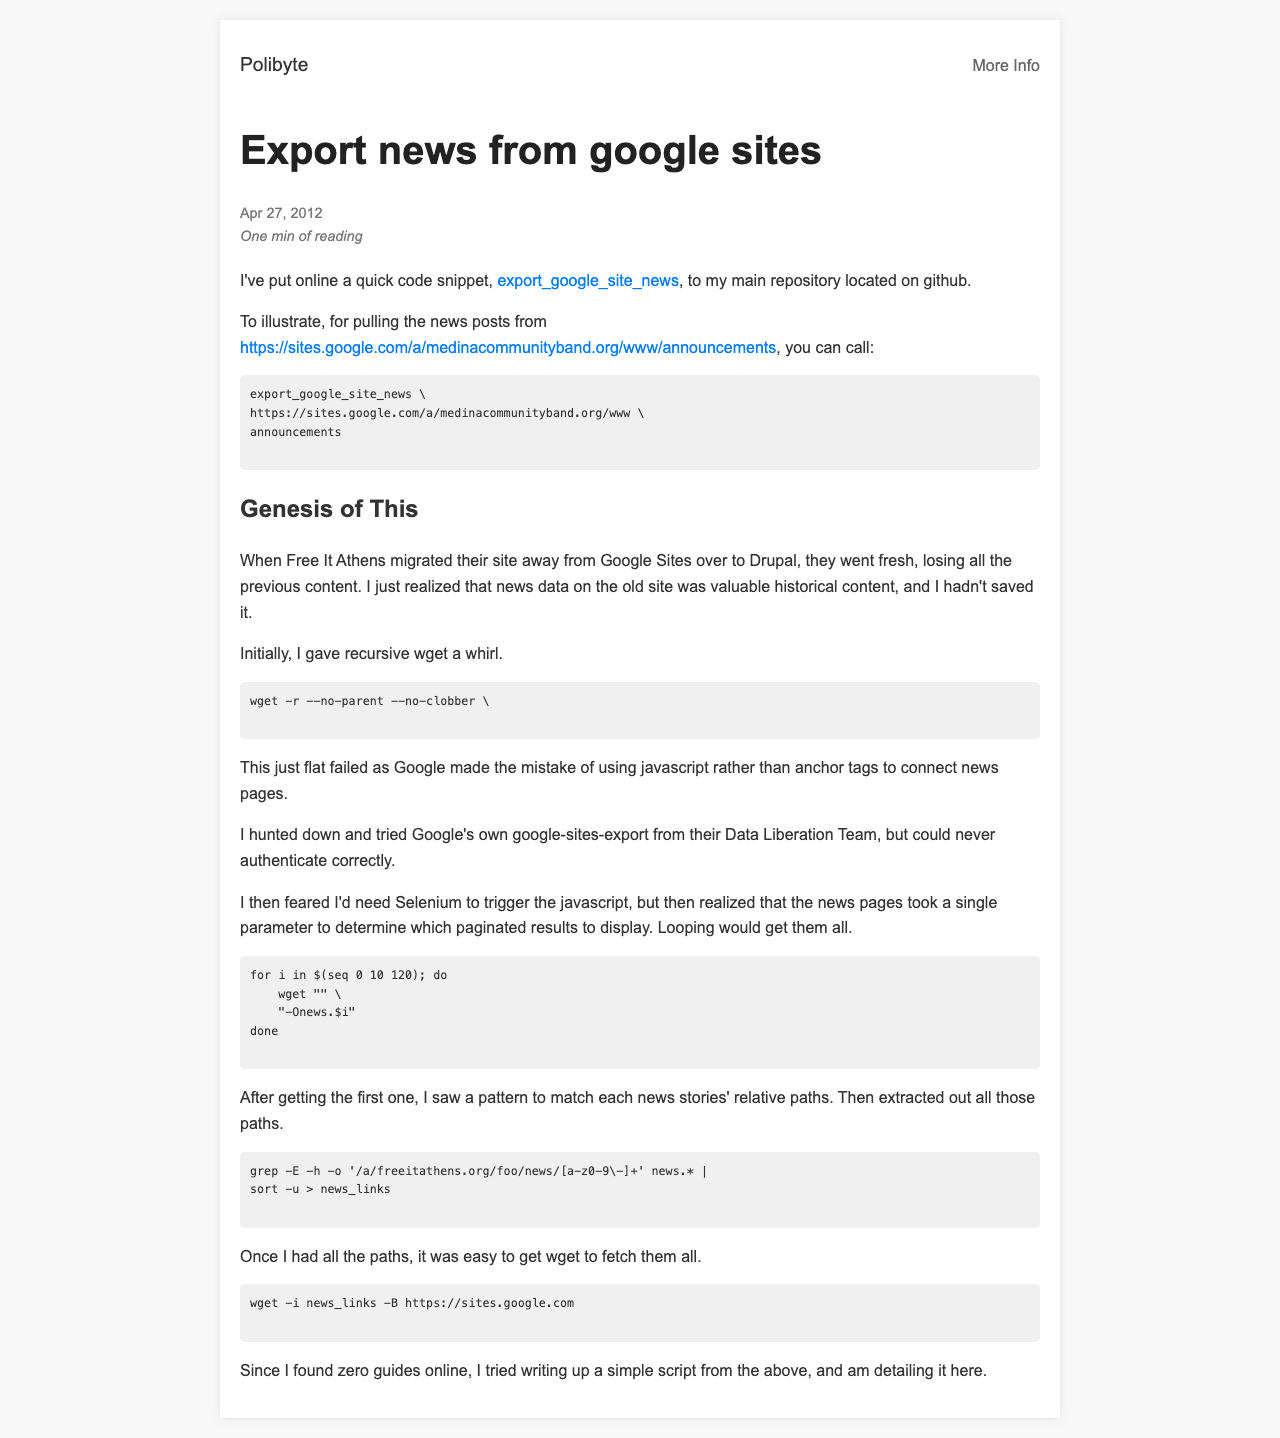 Polibyte
More Info
Export news from google sites
Apr 27, 2012
One min of reading
I've put online a quick code snippet, export_google_site_news, to my main repository located on github.
To illustrate, for pulling the news posts from
https://sites.google.com/a/medinacommunityband.org/www/announcements, you can call:
export_google_site_news \
https://sites.google.com/a/medinacommunityband.org/www \
announcements
Genesis of This
When Free It Athens migrated their site away from Google Sites over to Drupal, they went fresh, losing all the
previous content. I just realized that news data on the old site was valuable historical content, and I hadn't saved
it.
Initially, I gave recursive wget a whirl.
wget -r --no-parent --no-clobber \
This just flat failed as Google made the mistake of using javascript rather than anchor tags to connect news
pages.
I hunted down and tried Google's own google-sites-export from their Data Liberation Team, but could never
authenticate correctly.
I then feared I'd need Selenium to trigger the javascript, but then realized that the news pages took a single
parameter to determine which paginated results to display. Looping would get them all.
for i in $(seq 0 10 120); do
    wget "" \
    "-Onews.$i"
done
After getting the first one, I saw a pattern to match each news stories' relative paths. Then extracted out all those
paths.
grep -E -h -o '/a/freeitathens.org/foo/news/[a-z0-9\-]+' news.* |
sort -u > news_links
Once I had all the paths, it was easy to get wget to fetch them all.
wget -i news_links -B https://sites.google.com
Since I found zero guides online, I tried writing up a simple script from the above, and am detailing it here.